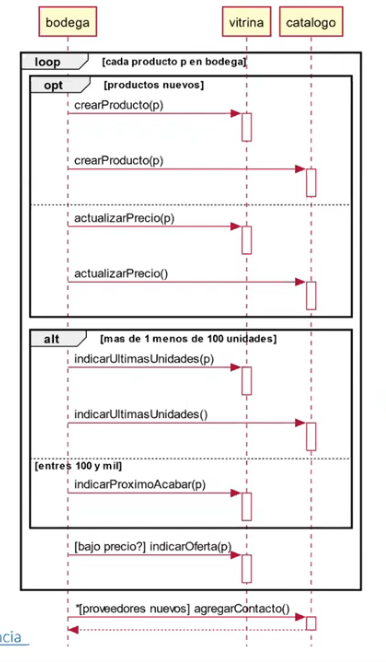 bodega vitrina catalogo
loop [cada producto p en bodega]
opt [productos nuevos]
crearProducto(p)
crearProducto(p)
actualizarPrecio(p)
actualizarPrecio()
alt [mas de 1 menos de 100 unidades]
indicarUltimasUnidades(p)
indicarUltimasUnidades()
[entres 100 y mil]
indicarProximoAcabar(p)
[bajo precio?] indicarOferta(p)
*[proveedores nuevos] agregarContacto()
ncia